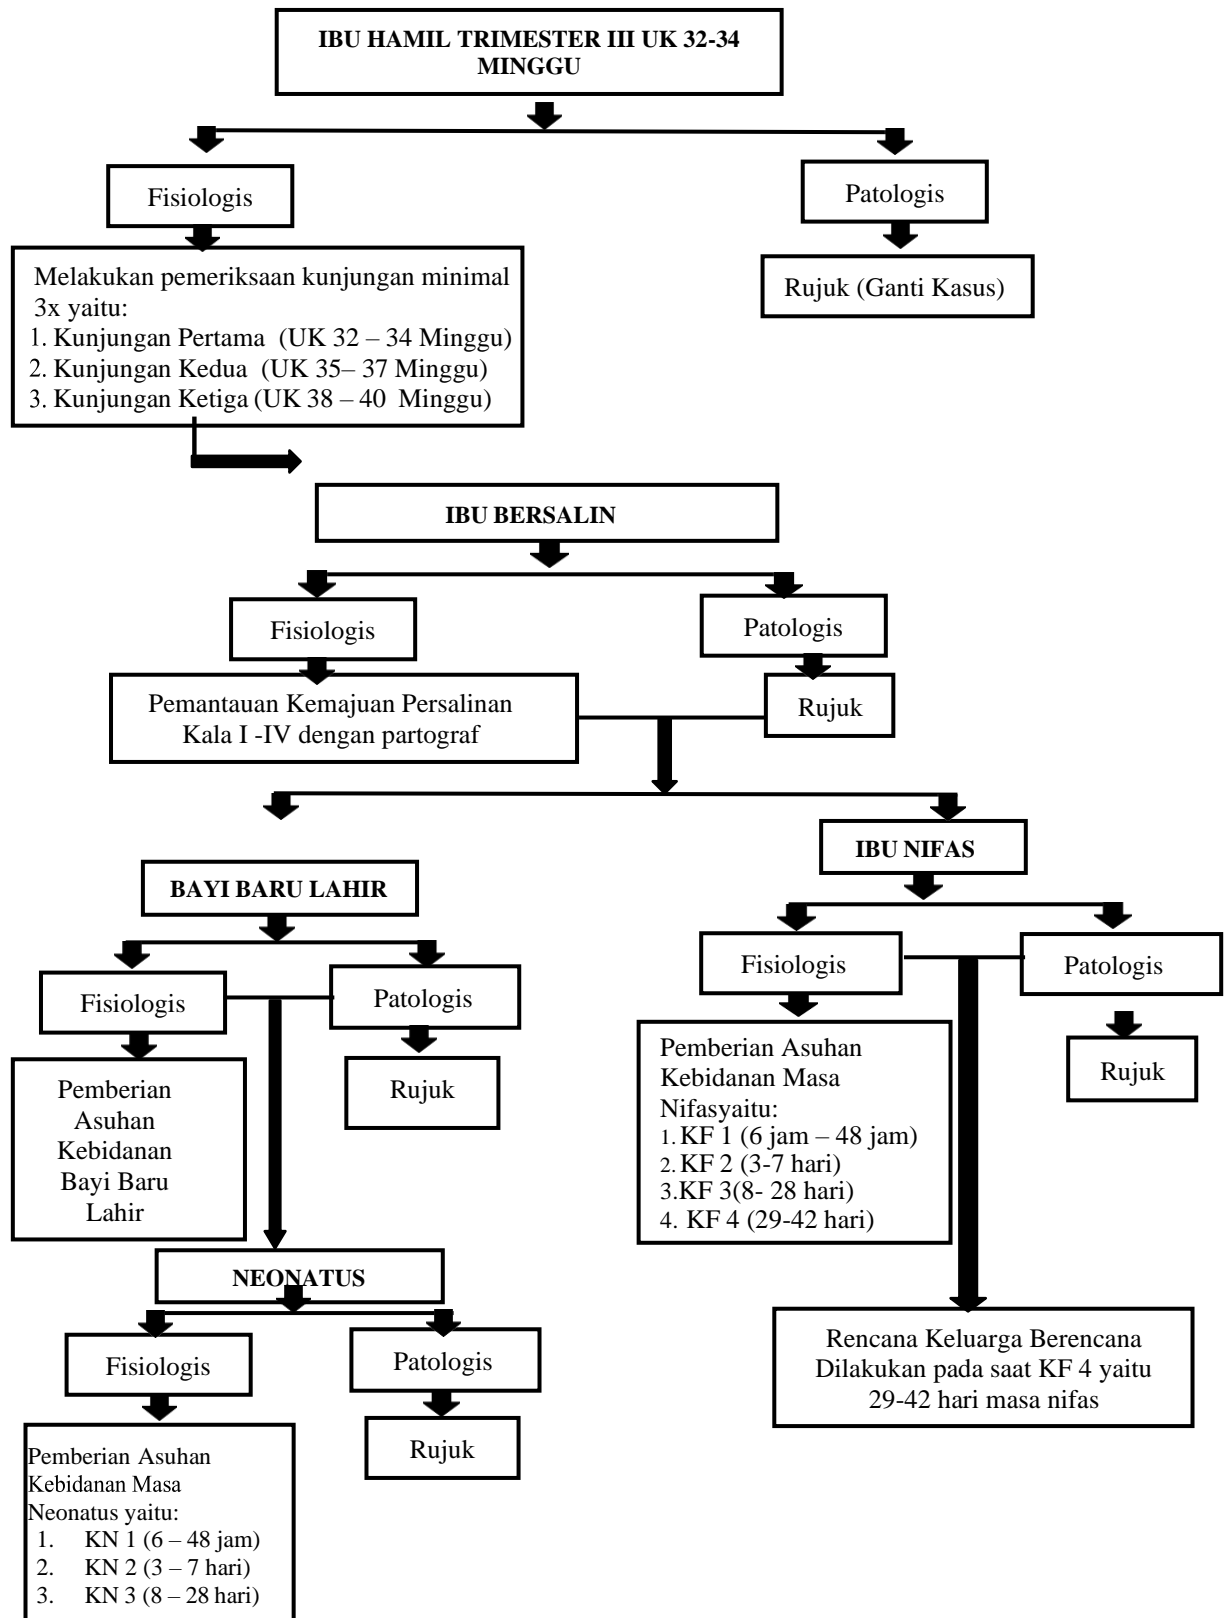 IBU HAMIL TRIMESTER III UK 32-34
MINGGU
Fisiologis
Patologis
Melakukan pemeriksaan kunjungan minimal
3x yaitu:
1. Kunjungan Pertama (UK 32 – 34 Minggu)
2. Kunjungan Kedua (UK 35– 37 Minggu)
3. Kunjungan Ketiga (UK 38 – 40 Minggu)
Rujuk (Ganti Kasus)
IBU BERSALIN
Fisiologis
Patologis
Pemantauan Kemajuan Persalinan
Kala I -IV dengan partograf
Rujuk
BAYI BARU LAHIR
Fisiologis
Patologis
Pemberian
Asuhan
Kebidanan
Bayi Baru
Lahir
Rujuk
IBU NIFAS
Fisiologis
Patologis
Pemberian Asuhan
Kebidanan Masa
Nifasyaitu:
1. KF 1 (6 jam – 48 jam)
2. KF 2 (3-7 hari)
3.KF 3(8- 28 hari)
4. KF 4 (29-42 hari)
Rujuk
NEONATUS
Fisiologis
Patologis
Pemberian Asuhan
Kebidanan Masa
Neonatus yaitu:
1. KN 1 (6 – 48 jam)
2. KN 2 (3 – 7 hari)
3. KN 3 (8 – 28 hari)
Rujuk
Rencana Keluarga Berencana
Dilakukan pada saat KF 4 yaitu
29-42 hari masa nifas